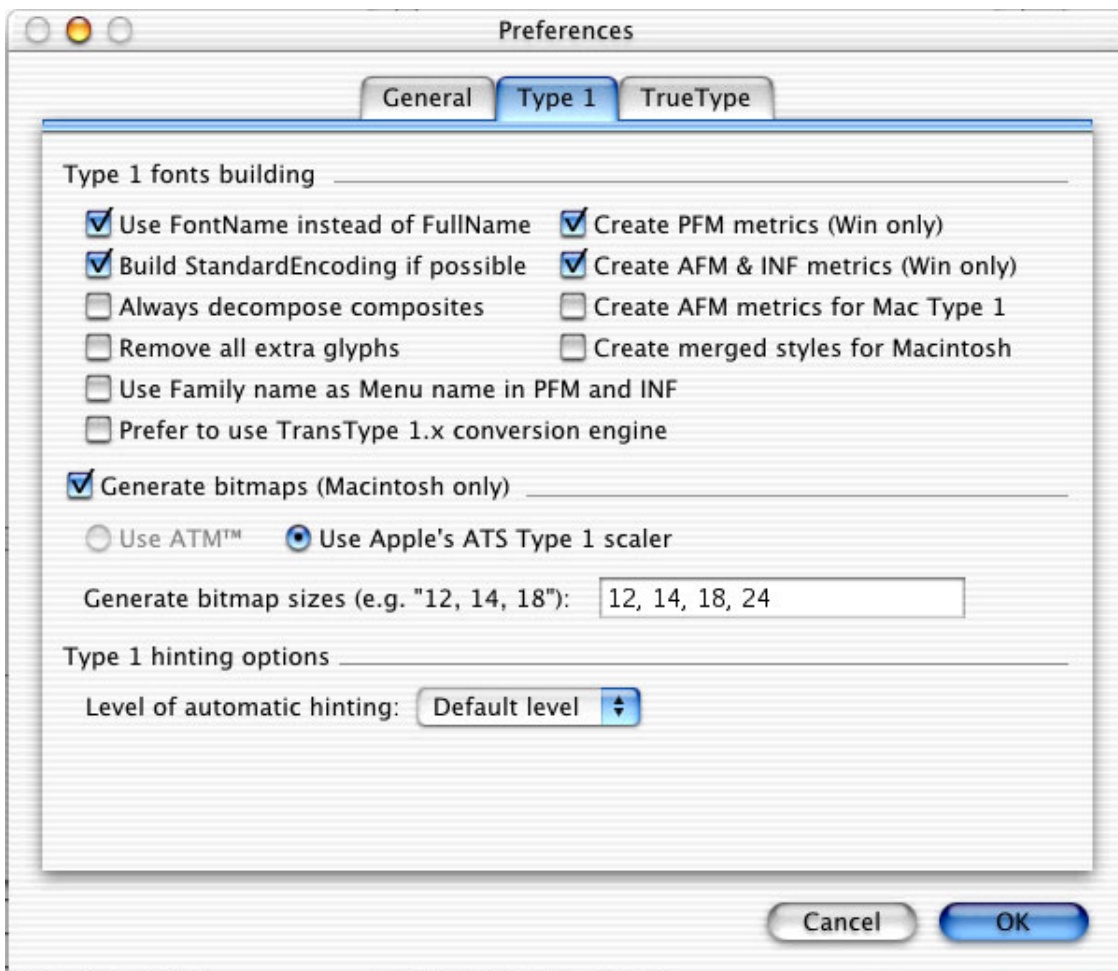 Preferences
General Type 1 TrueType
Type 1 fonts building
Use FontName instead of FullName Create PFM metrics (Win only)
Build StandardEncoding if possible Create AFM & INF metrics (Win only)
Always decompose composites Create AFM metrics for Mac Type 1
Remove all extra glyphs Create merged styles for Macintosh
Use Family name as Menu name in PFM and INF
Prefer to use TransType 1.x conversion engine
Generate bitmaps (Macintosh only)
Use ATM™ Use Apple's ATS Type 1 scaler
Generate bitmap sizes (e.g. "12, 14, 18"): 12, 14, 18, 24
Type 1 hinting options
Level of automatic hinting: Default level
Cancel OK